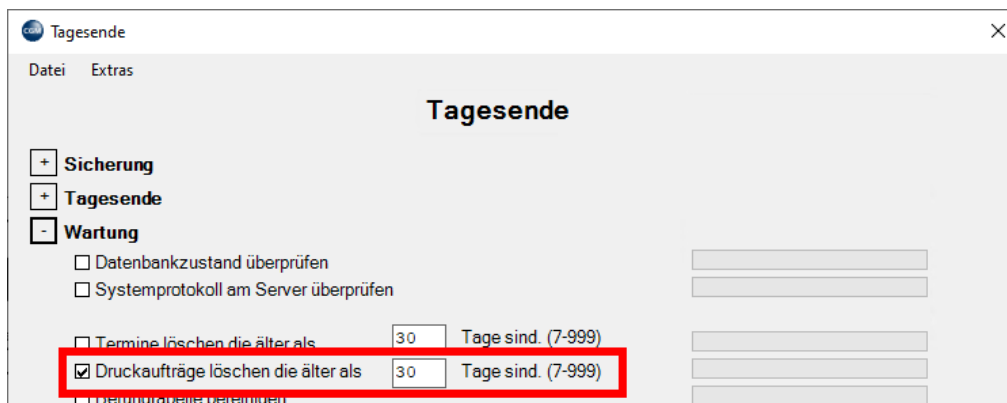 CGM Tagesende
Datei Extras
Tagesende
+ Sicherung
+ Tagesende
- Wartung
Datenbankzustand überprüfen
Systemprotokoll am Server überprüfen
Termine löschen die älter als 30 Tage sind. (7-999)
Druckaufträge löschen die älter als 30 Tage sind. (7-999)